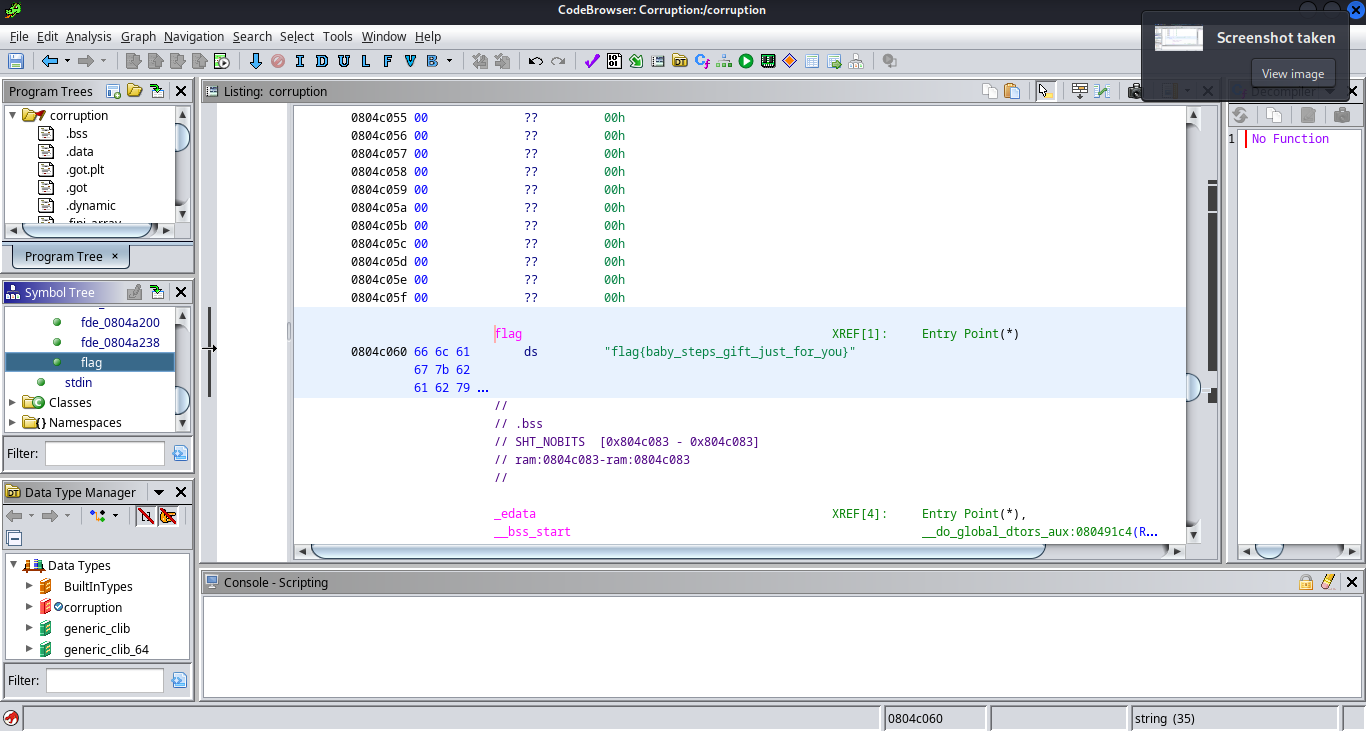 CodeBrowser: Corruption:/corruption
File Edit Analysis Graph Navigation Search Select Tools Window Help
Screenshot taken
View image
I D U L F V B
Program Trees
corruption
.bss
.data
.got.plt
.got
.dynamic
.fini_array
Program Tree ×
Symbol Tree
fde_0804a200
fde_0804a238
flag
stdin
Classes
Namespaces
Filter:
Data Type Manager
Data Types
BuiltInTypes
corruption
generic_clib
generic_clib_64
Filter:
Listing: corruption
0804c055 00 ?? 00h
0804c056 00 ?? 00h
0804c057 00 ?? 00h
0804c058 00 ?? 00h
0804c059 00 ?? 00h
0804c05a 00 ?? 00h
0804c05b 00 ?? 00h
0804c05c 00 ?? 00h
0804c05d 00 ?? 00h
0804c05e 00 ?? 00h
0804c05f 00 ?? 00h
flag XREF[1]: Entry Point(*)
0804c060 66 6c 61 ds "flag{baby_steps_gift_just_for_you}"
67 7b 62
61 62 79 ...
//
// .bss
// SHT_NOBITS [0x804c083 - 0x804c083]
// ram:0804c083-ram:0804c083
//
_edata XREF[4]: Entry Point(*),
__bss_start __do_global_dtors_aux:080491c4(R...
Decompiler
1 No Function
Console - Scripting
0804c060
string (35)